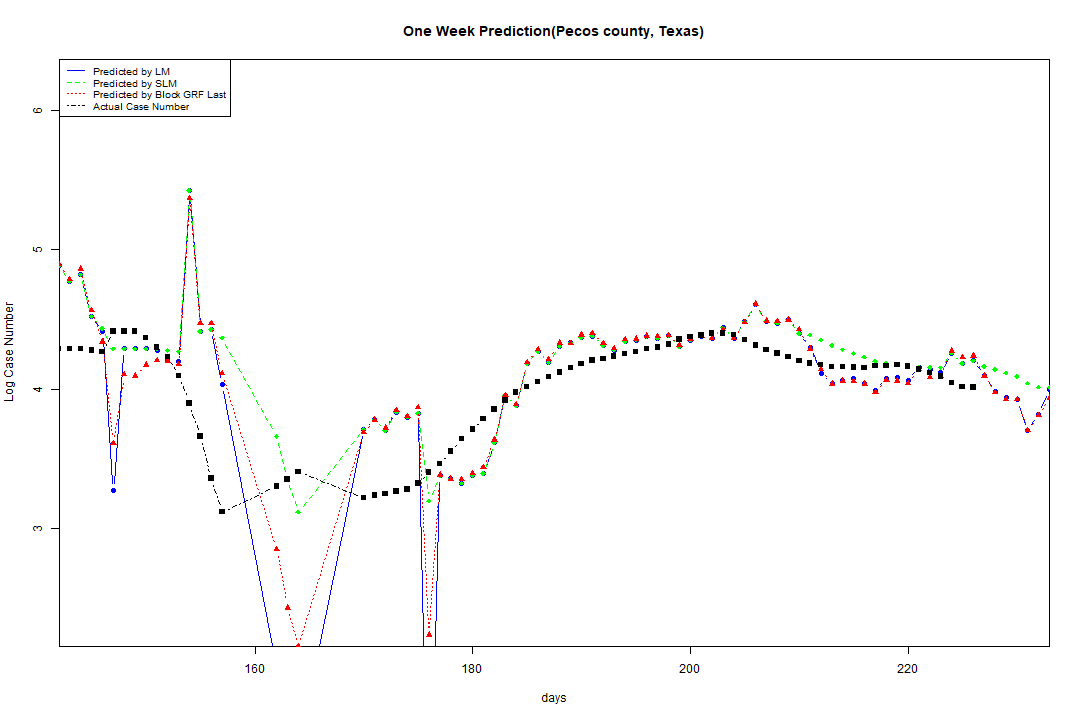 One Week Prediction(Pecos county, Texas)
Predicted by LM
Predicted by SLM
Predicted by Block GRF Last
Actual Case Number
6
5
4
3
Log Case Number
160
180
200
220
days